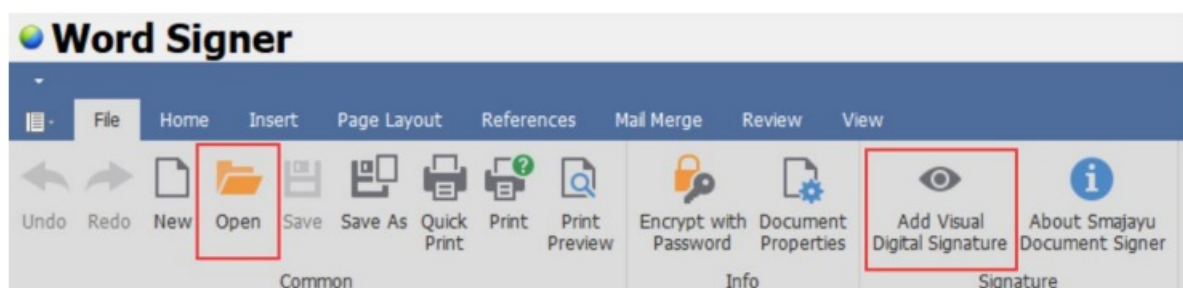 Word Signer
File Home Insert Page Layout References Mail Merge Review View
Undo Redo New Open Save Save As Quick Print Print Print Preview Encrypt with Password Document Properties Add Visual Digital Signature About Smajayu Document Signer
Common Info Signature